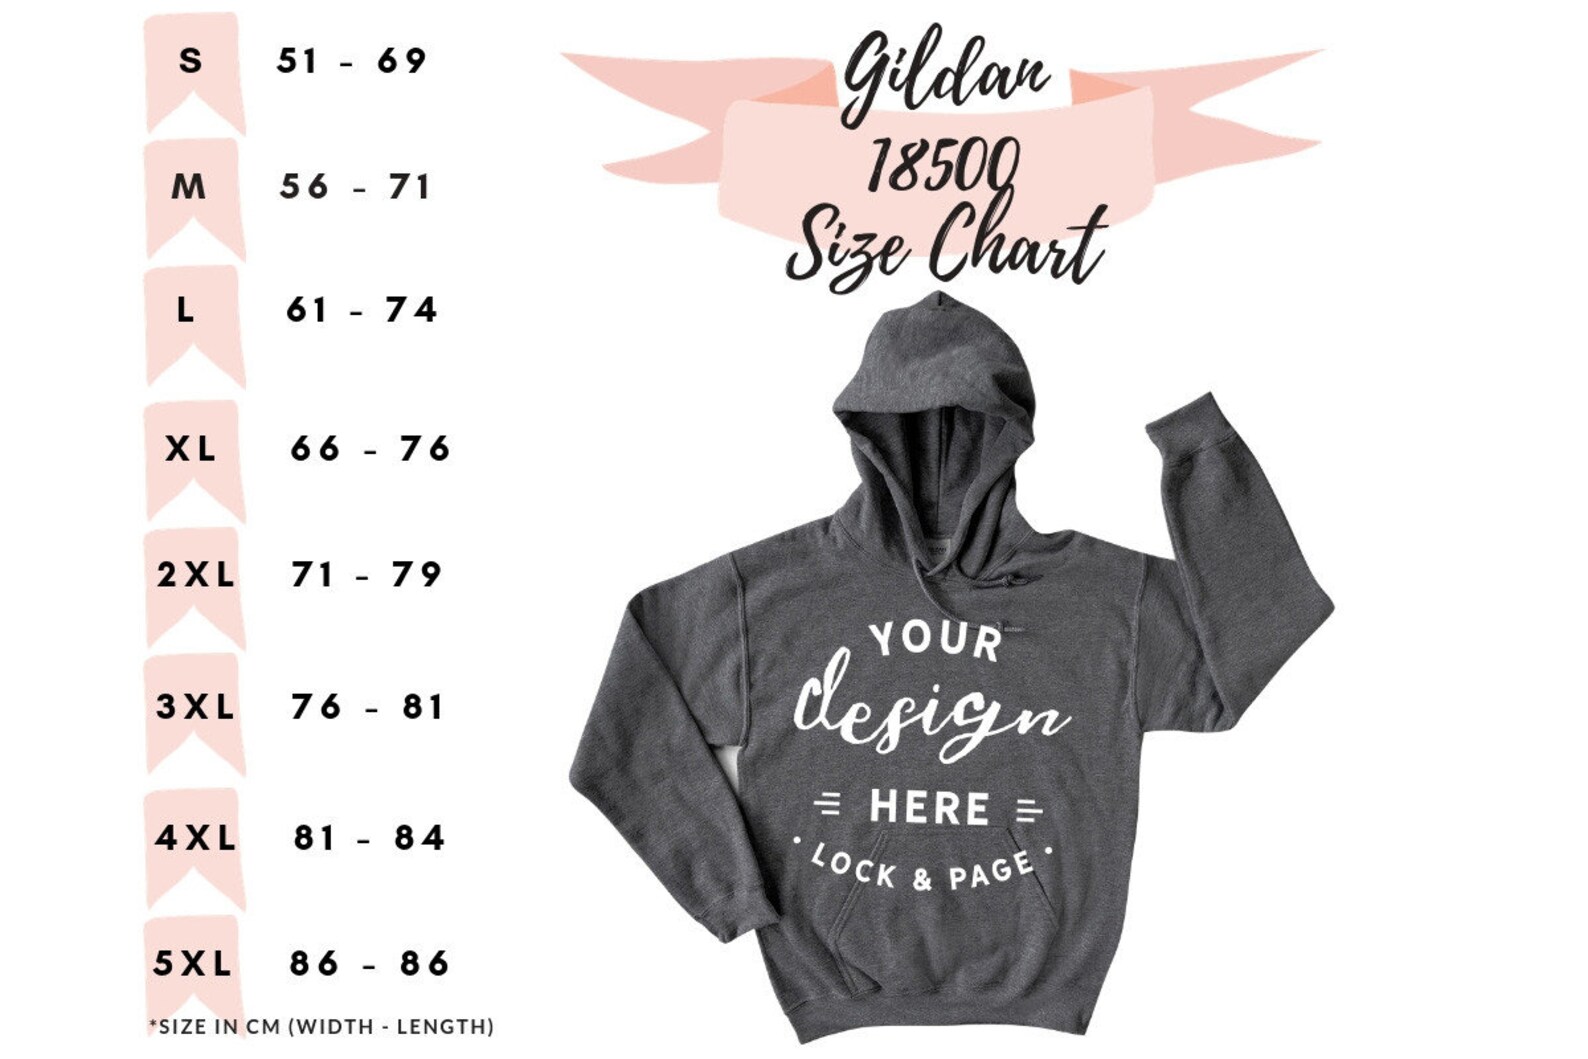 S 51 - 69
M 56 - 71
L 61 - 74
XL 66 - 76
2XL 71 - 79
3XL 76 - 81
4XL 81 - 84
5XL 86 - 86
*SIZE IN CM (WIDTH - LENGTH)
Gildan
18500
Size Chart
YOUR
design
HERE
• LOCK & PAGE •